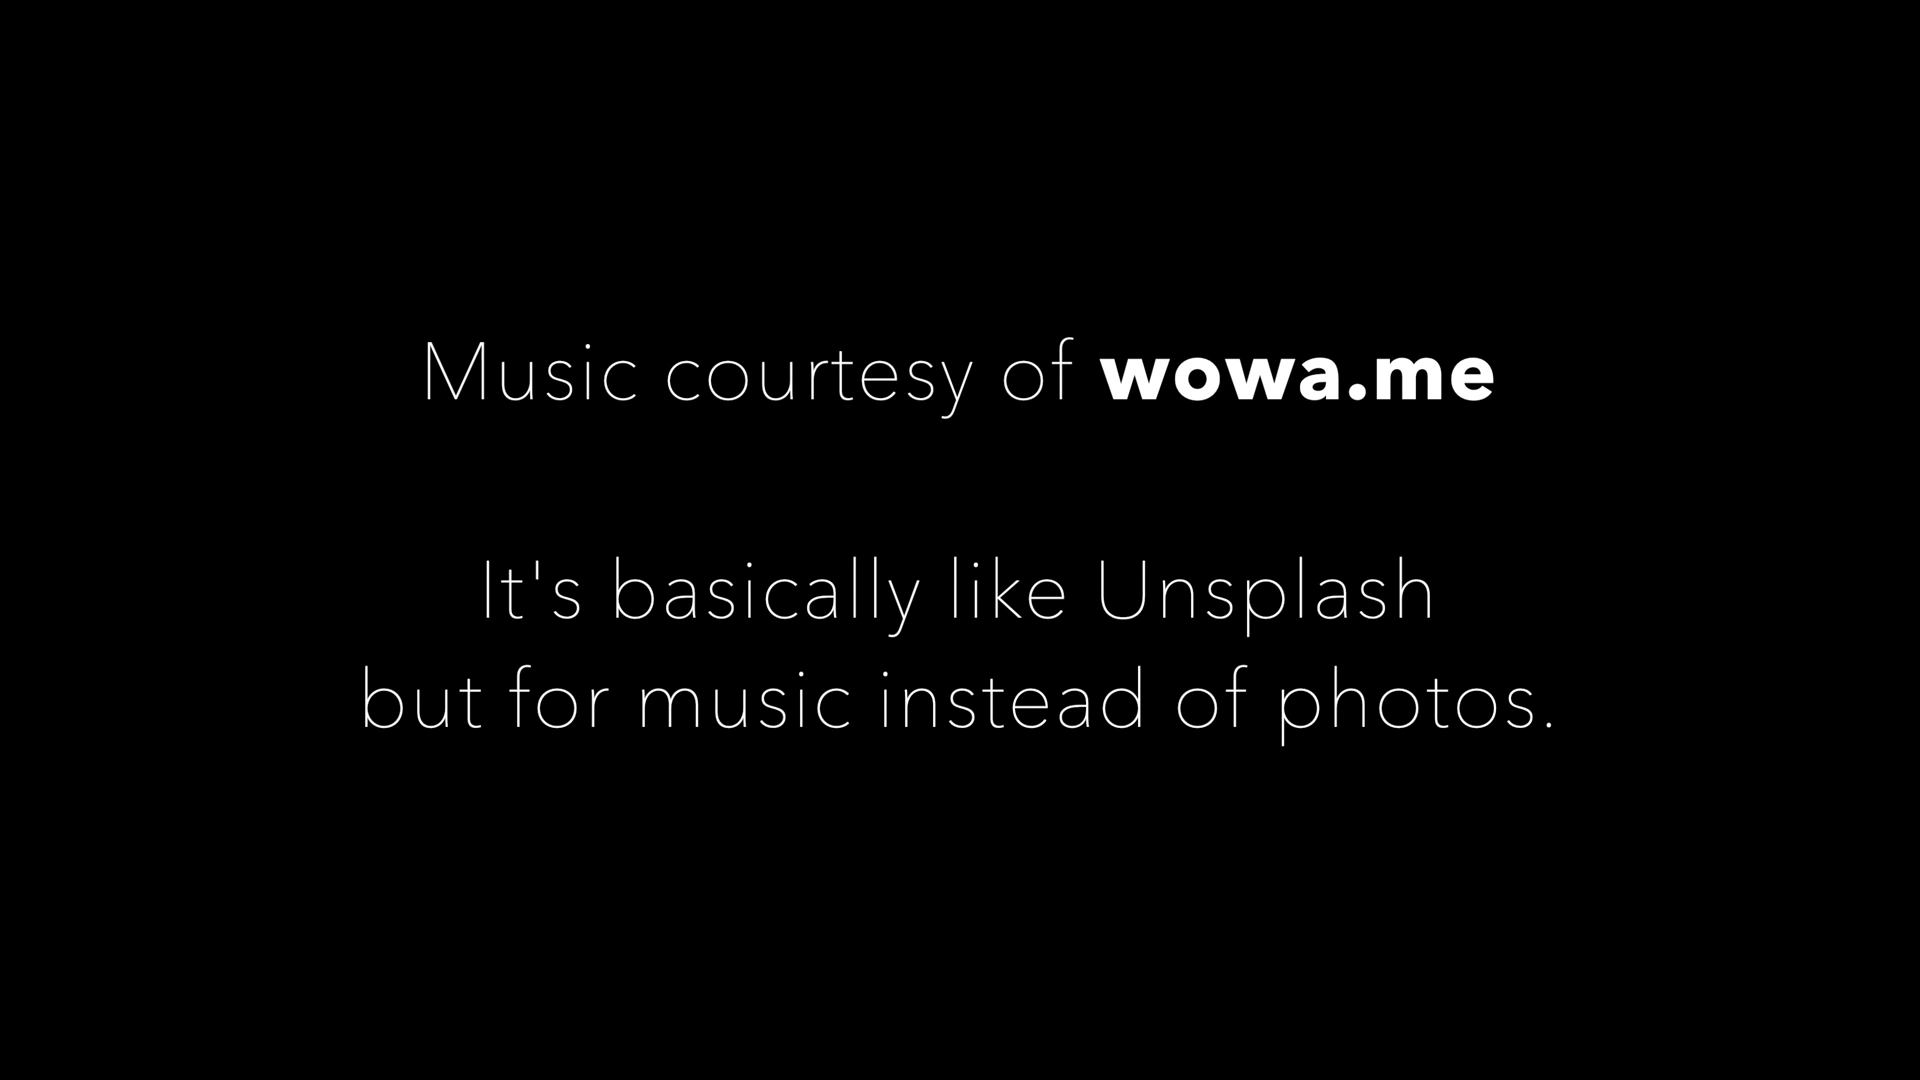 Music courtesy of wowa.me
It's basically like Unsplash
but for music instead of photos.